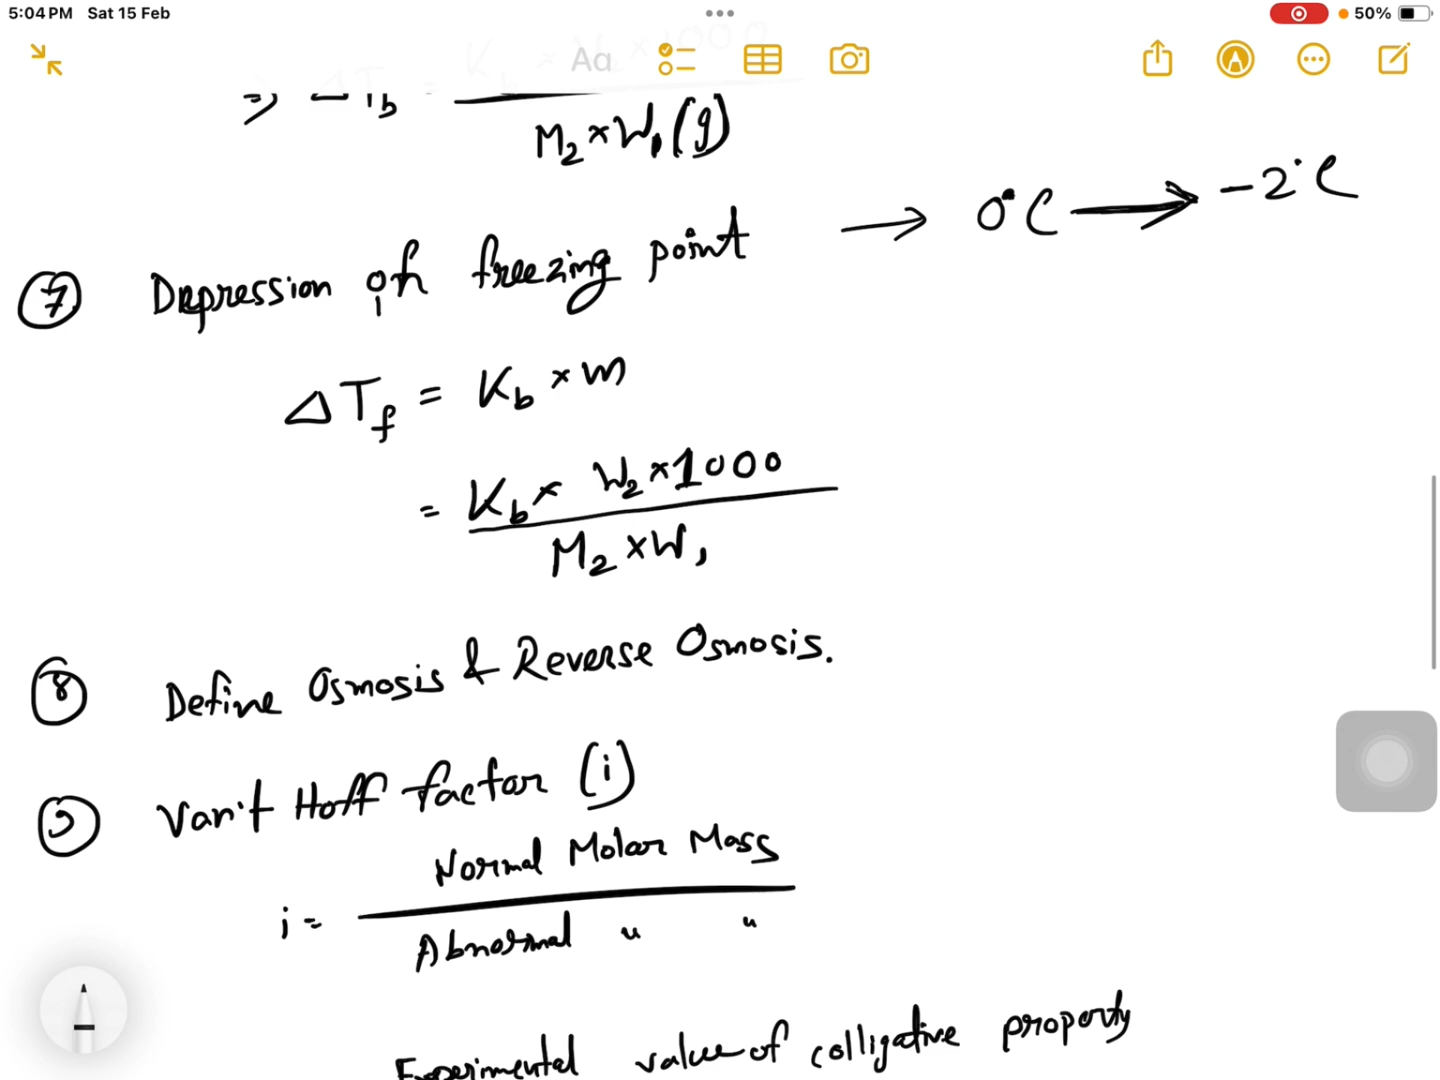 5:04 PM Sat 15 Feb
50%
Aa
=> ΔTb
M2 × W1 (g)
⑦ Depression of freezing point → 0°C → -2°C
ΔTf = Kb × m
= Kb × W2 × 1000
M2 × W1
⑧ Define Osmosis & Reverse Osmosis.
Van't Hoff factor (i)
Normal Molar Mass
i =
Abnormal " "
Experimental value of colligative property